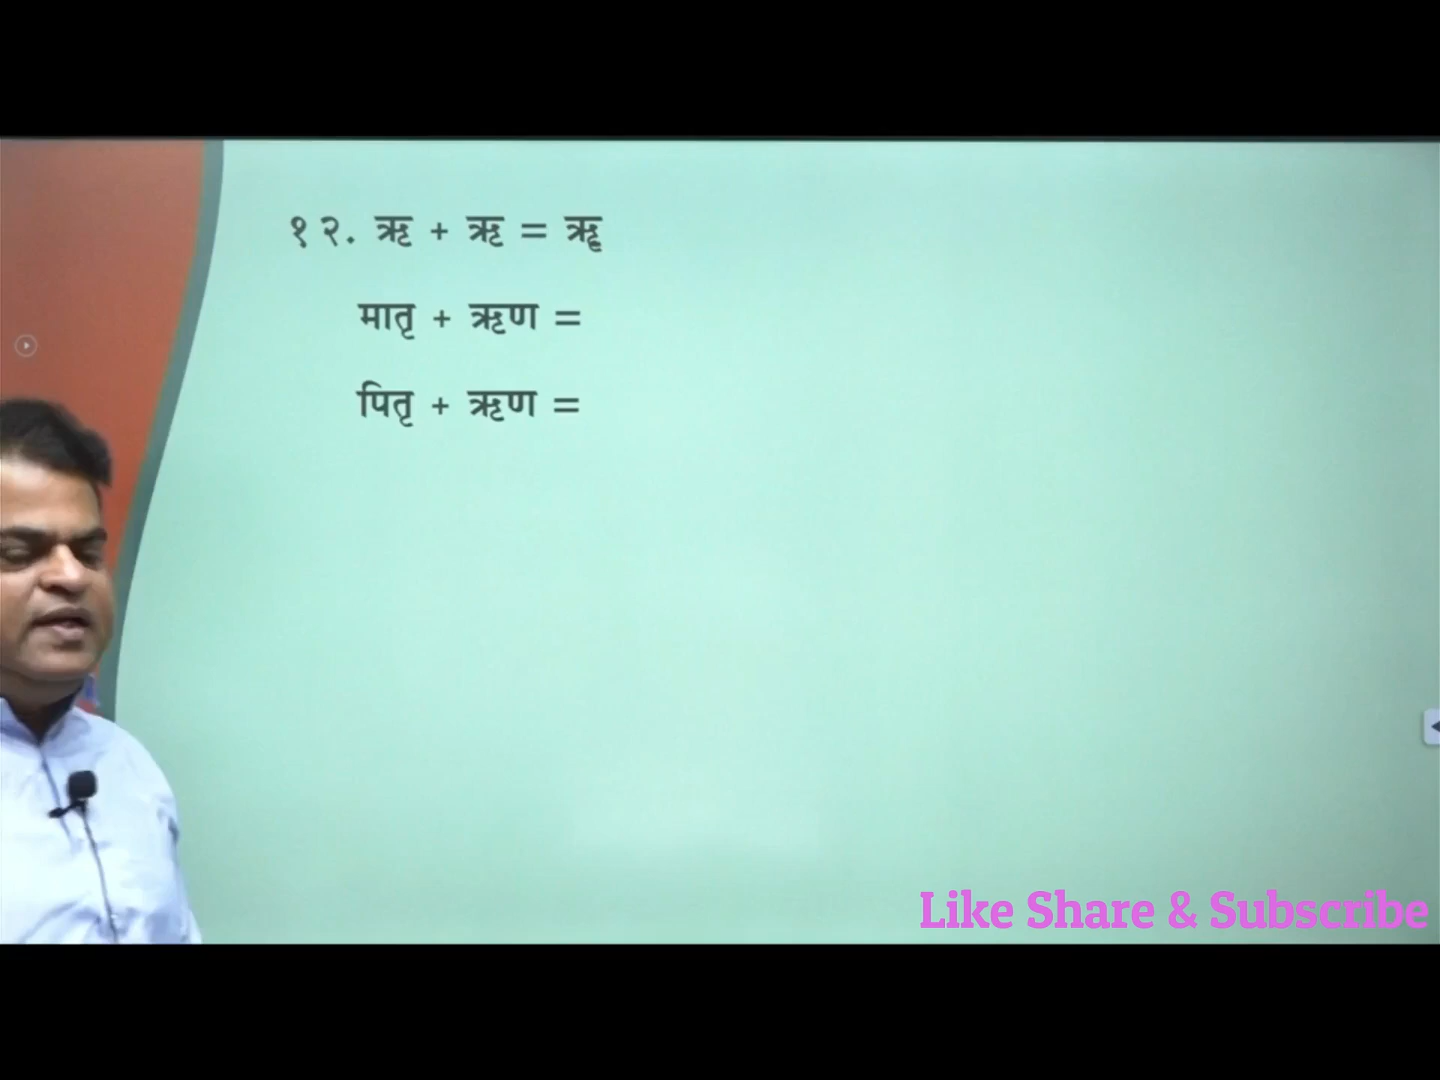 १२. ऋ + ऋ = ॠ
मातृ + ऋण =
पितृ + ऋण =
Like Share & Subscribe